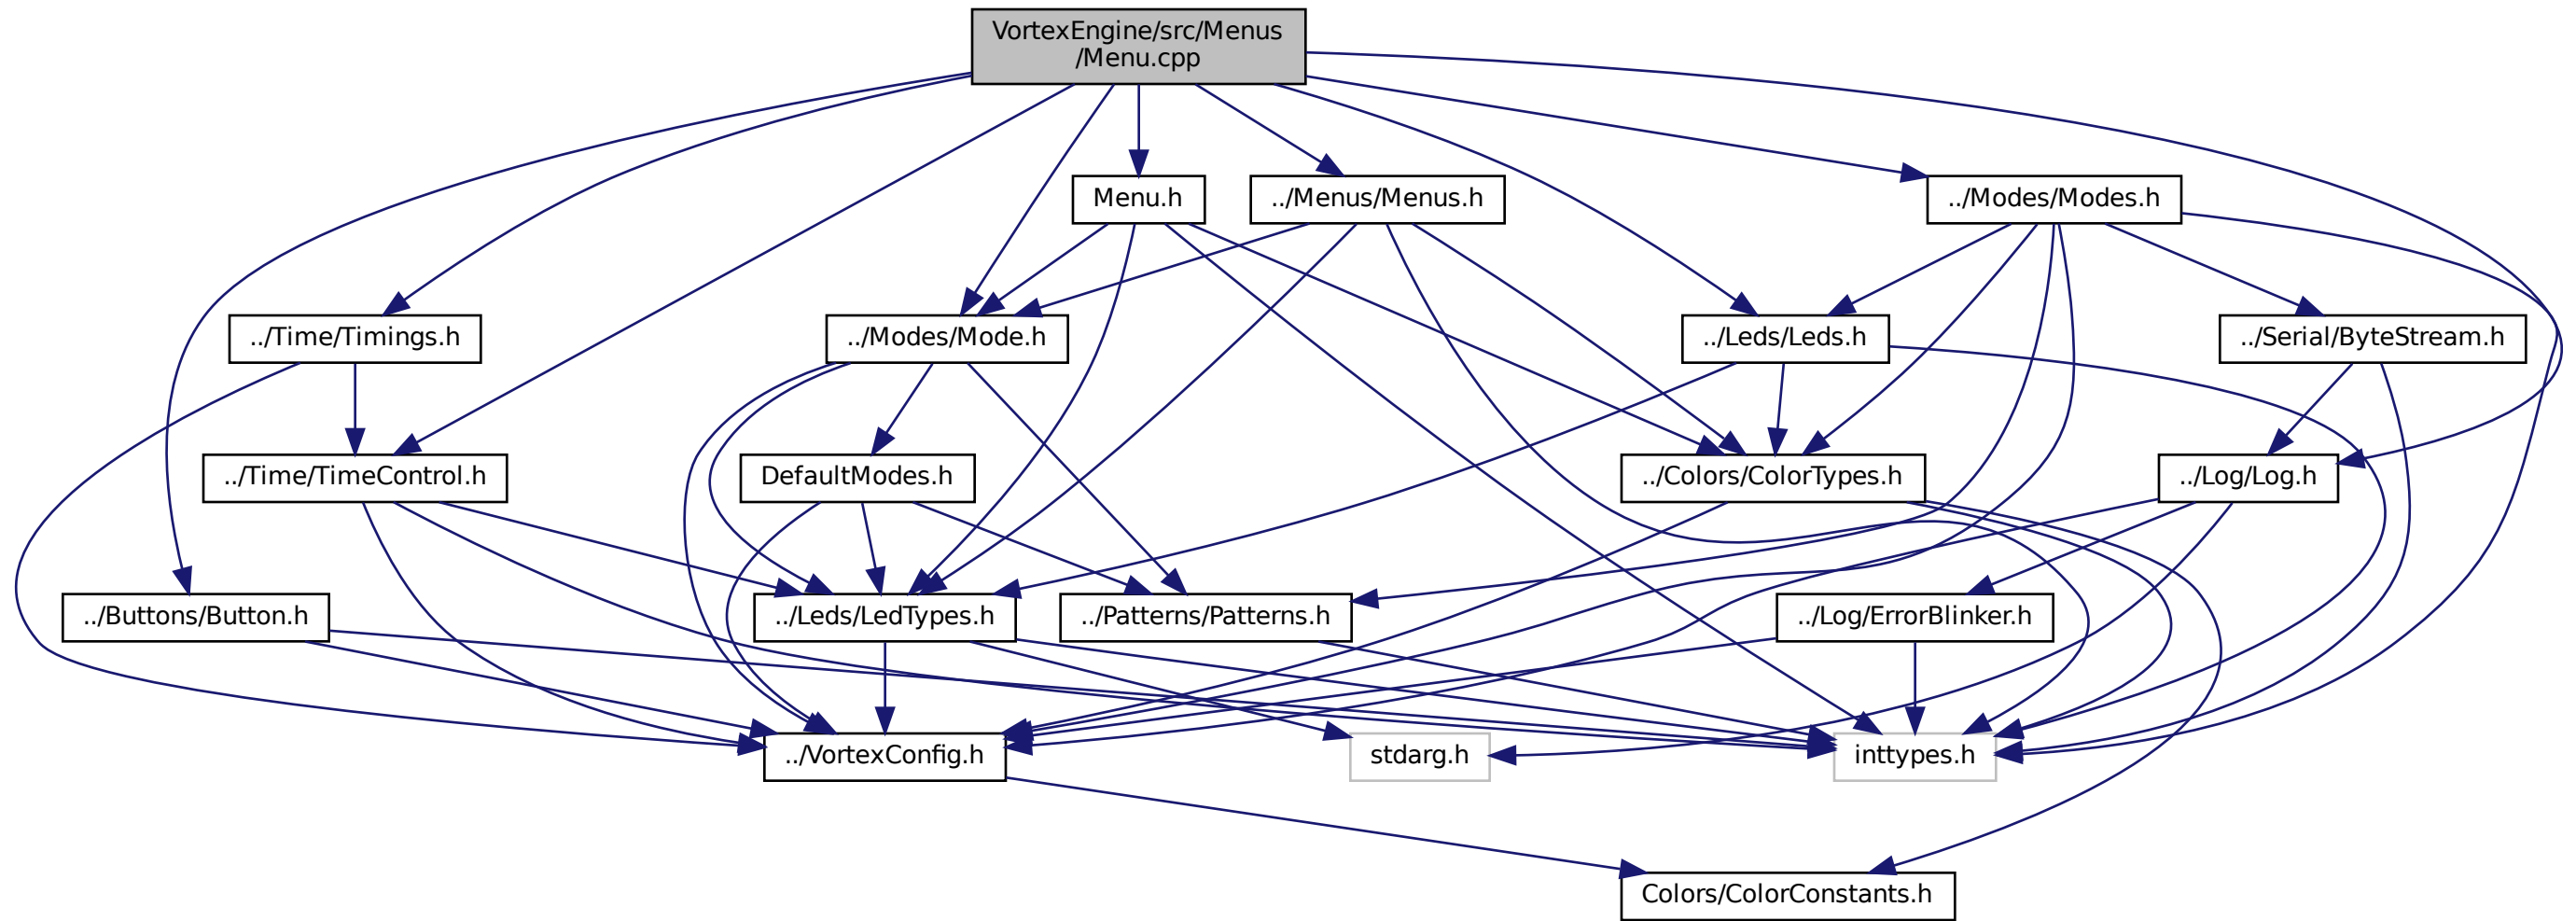 VortexEngine/src/Menus
/Menu.cpp
Menu.h
../Menus/Menus.h
../Modes/Modes.h
../Time/Timings.h
../Modes/Mode.h
../Leds/Leds.h
../Serial/ByteStream.h
../Time/TimeControl.h
DefaultModes.h
../Colors/ColorTypes.h
../Log/Log.h
../Buttons/Button.h
../Leds/LedTypes.h
../Patterns/Patterns.h
../Log/ErrorBlinker.h
../VortexConfig.h
stdarg.h
inttypes.h
Colors/ColorConstants.h